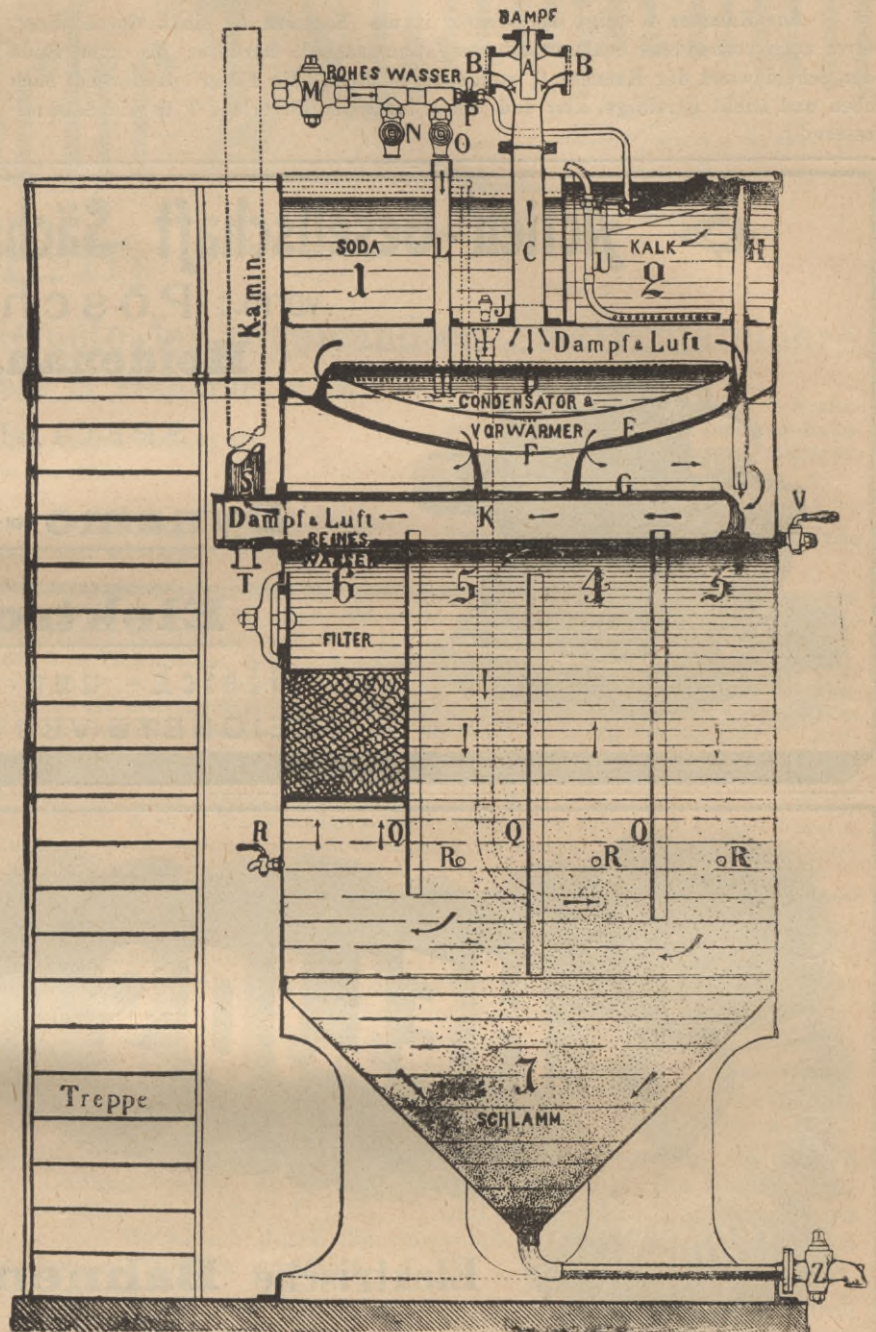 DAMPF
B A B
ROHES WASSER
M
P
N O
SODA
1
L
C
U
KALK
2
H
Kamin
J
I
Dampf & Luft
D
CONDENSATOR &
VORWÄRMER
E
F
G
S
Dampf & Luft
K
V
REINES
WASSER
T
6 5 4 3
FILTER
R
Q Q Q
R R R
7
SCHLAMM
Treppe
Z